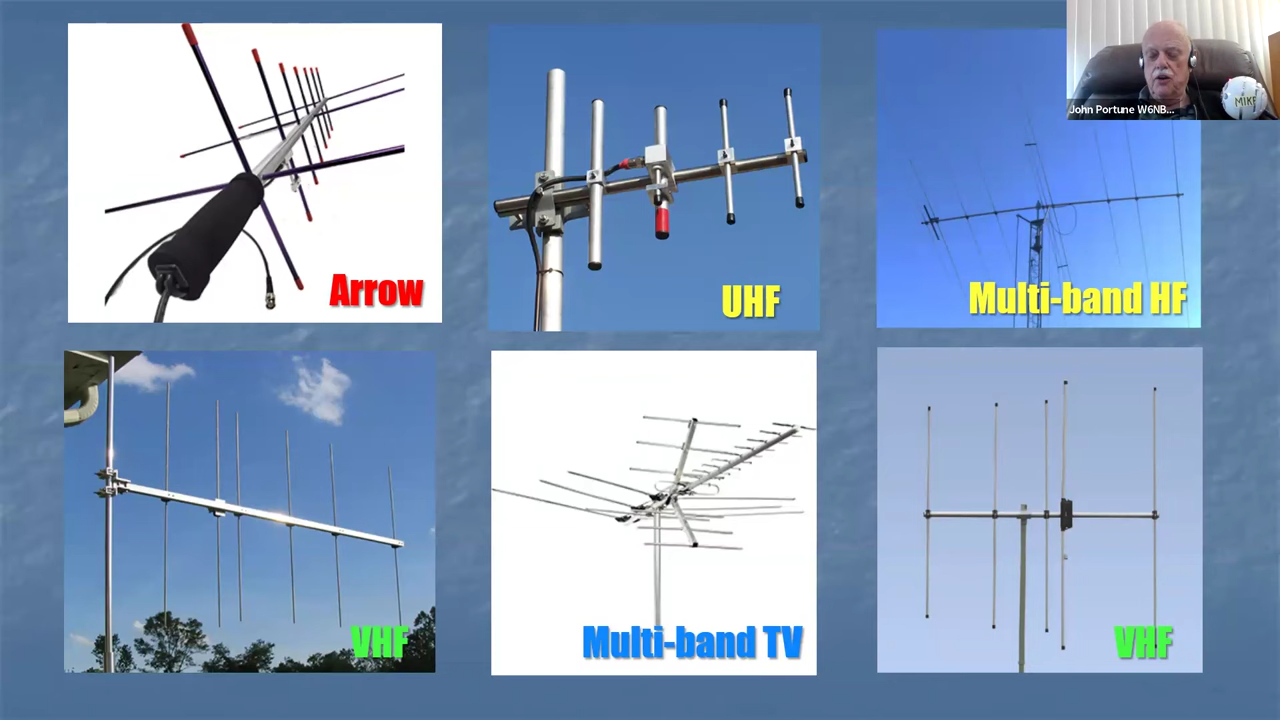 John Portune W6NB...
MIKE
Arrow
UHF
Multi-band HF
VHF
Multi-band TV
VHF